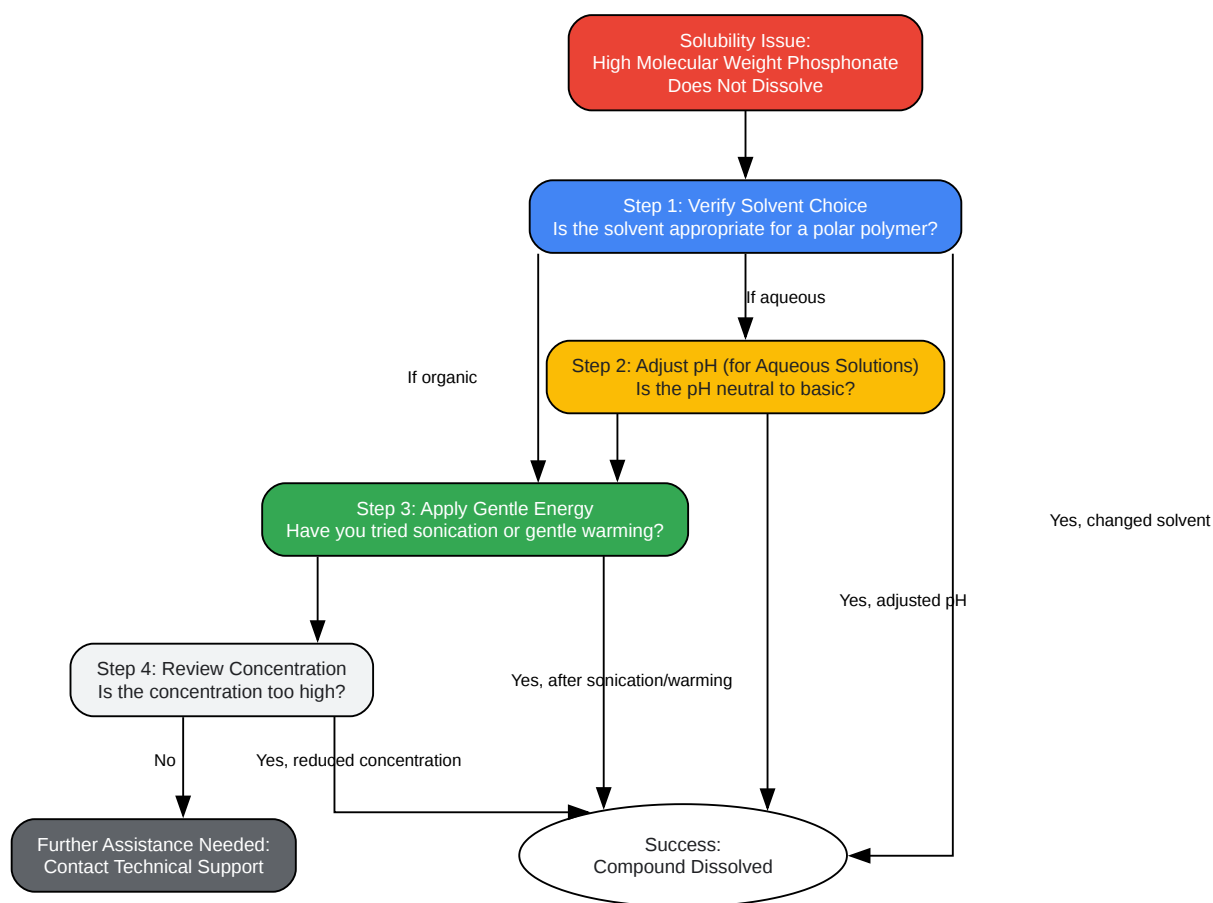 Solubility Issue:
High Molecular Weight Phosphonate
Does Not Dissolve
Step 1: Verify Solvent Choice
Is the solvent appropriate for a polar polymer?
If aqueous
Step 2: Adjust pH (for Aqueous Solutions)
Is the pH neutral to basic?
If organic
Step 3: Apply Gentle Energy
Have you tried sonication or gentle warming?
Yes, changed solvent
Yes, adjusted pH
Step 4: Review Concentration
Is the concentration too high?
Yes, after sonication/warming
No
Yes, reduced concentration
Further Assistance Needed:
Contact Technical Support
Success:
Compound Dissolved